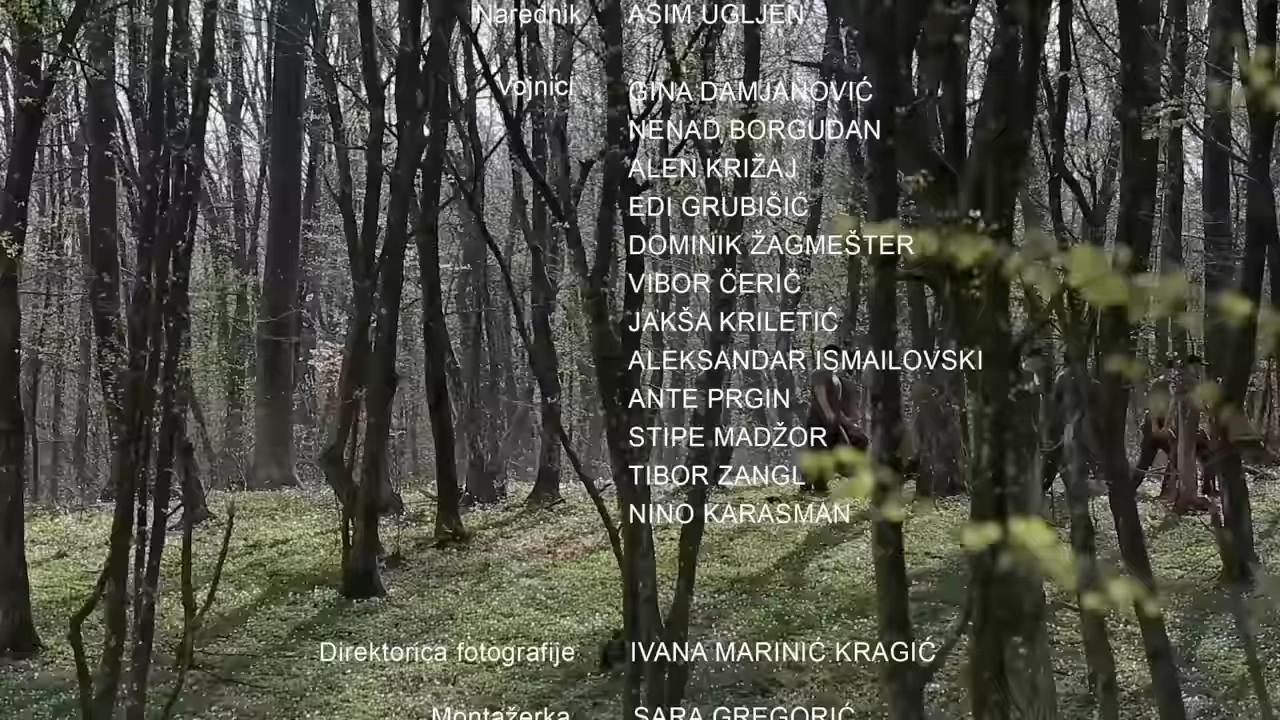 Narednik ASIM UGLJEN
Vojnici GINA DAMJANOVIĆ
NENAD BORGUDAN
ALEN KRIŽAJ
EDI GRUBIŠIĆ
DOMINIK ŽAGMEŠTER
VIBOR ČERIĆ
JAKŠA KRILETIĆ
ALEKSANDAR ISMAILOVSKI
ANTE PRGIN
STIPE MADŽOR
TIBOR ZANGL
NINO KARASMAN
Direktorica fotografije IVANA MARINIĆ KRAGIĆ
Montažerka SARA GREGORIĆ